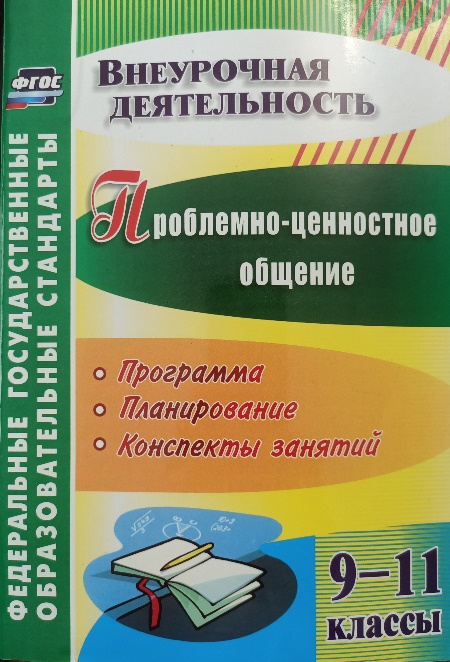 ФГОС
ФЕДЕРАЛЬНЫЕ ГОСУДАРСТВЕННЫЕ
ОБРАЗОВАТЕЛЬНЫЕ СТАНДАРТЫ
ВНЕУРОЧНАЯ
ДЕЯТЕЛЬНОСТЬ
Проблемно-ценностное
общение
• Программа
• Планирование
• Конспекты занятий
9–11
классы